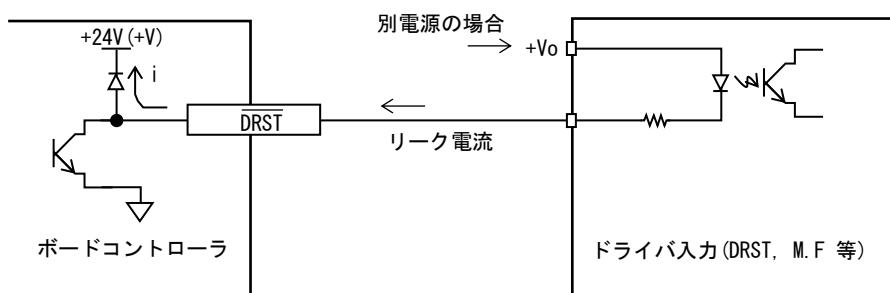 別電源の場合
+24V(+V)
+Vo
i
DRST
リーク電流
ボードコントローラ
ドライバ入力(DRST, M.F 等)